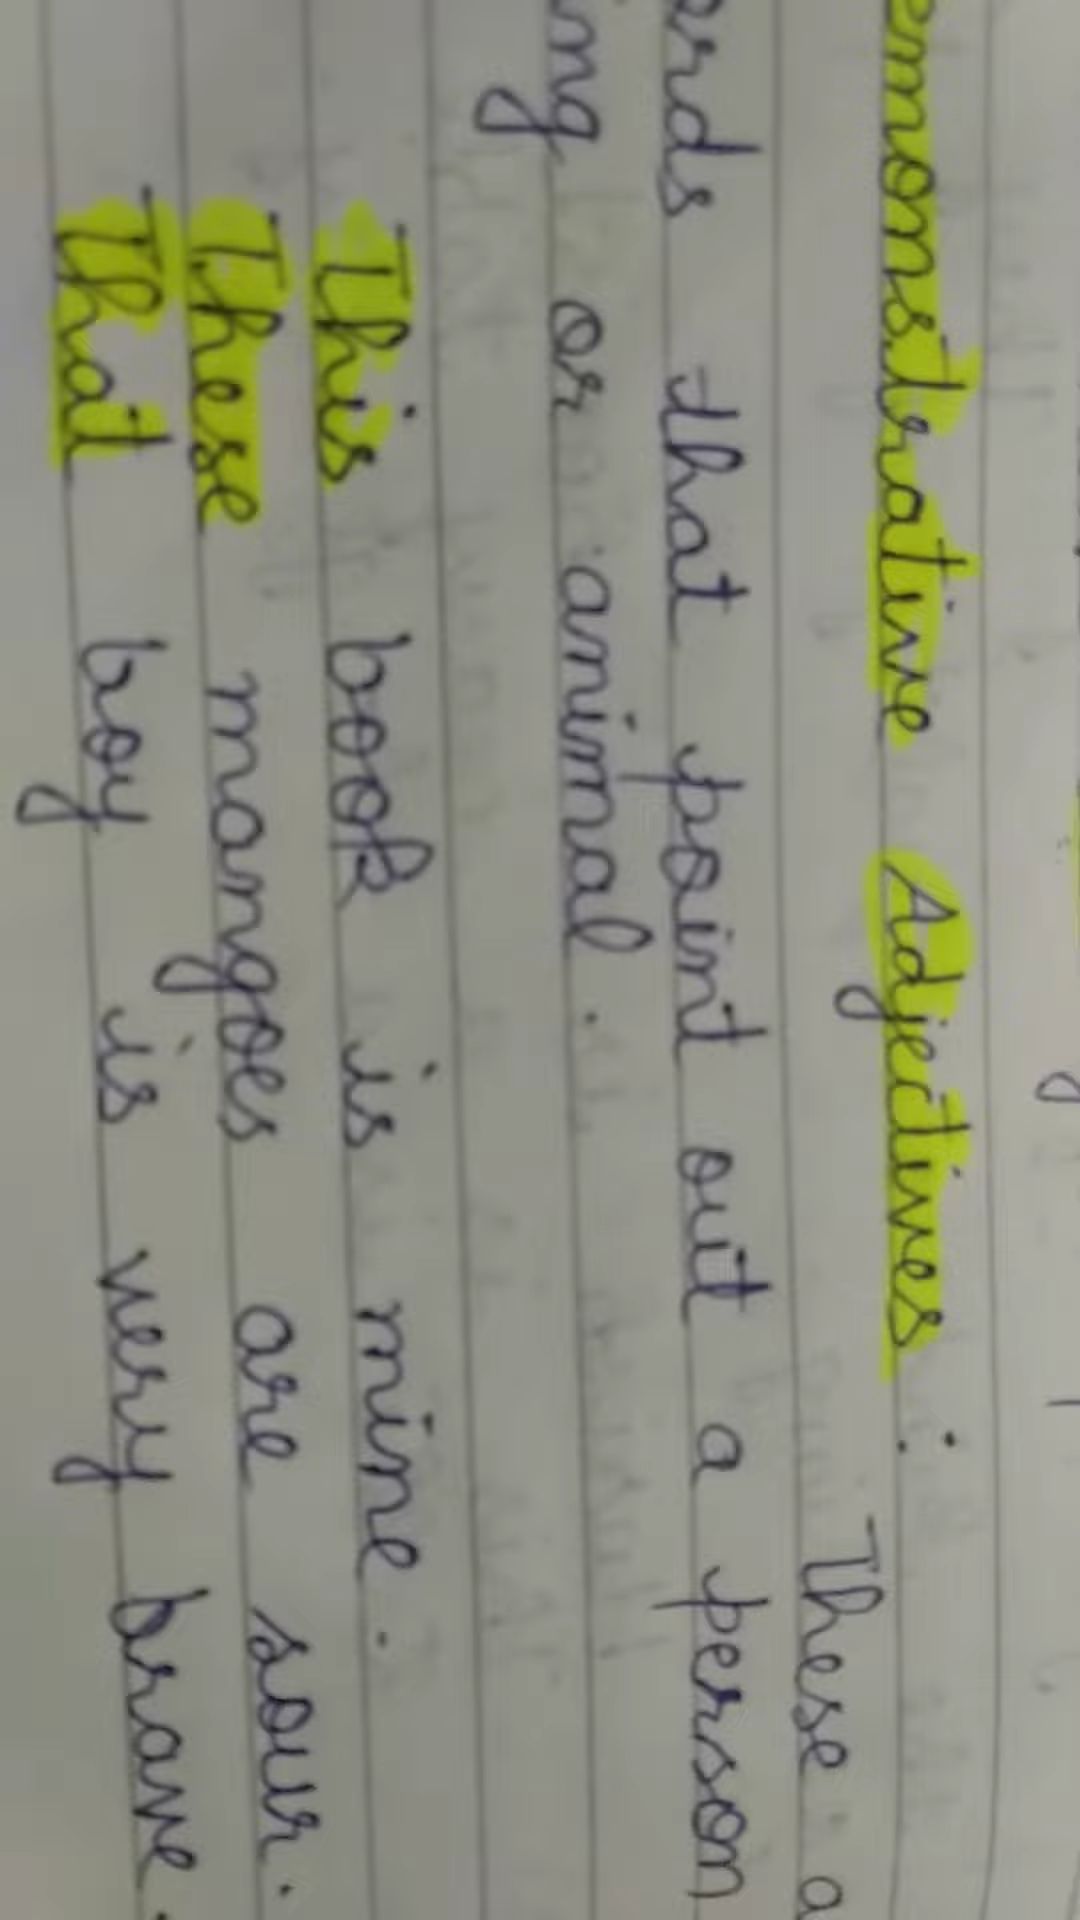 emonstrative Adjectives :
These a
ords that point out a person
ing or animal.
This book is mine.
These mangoes are sour.
That boy is very brave.